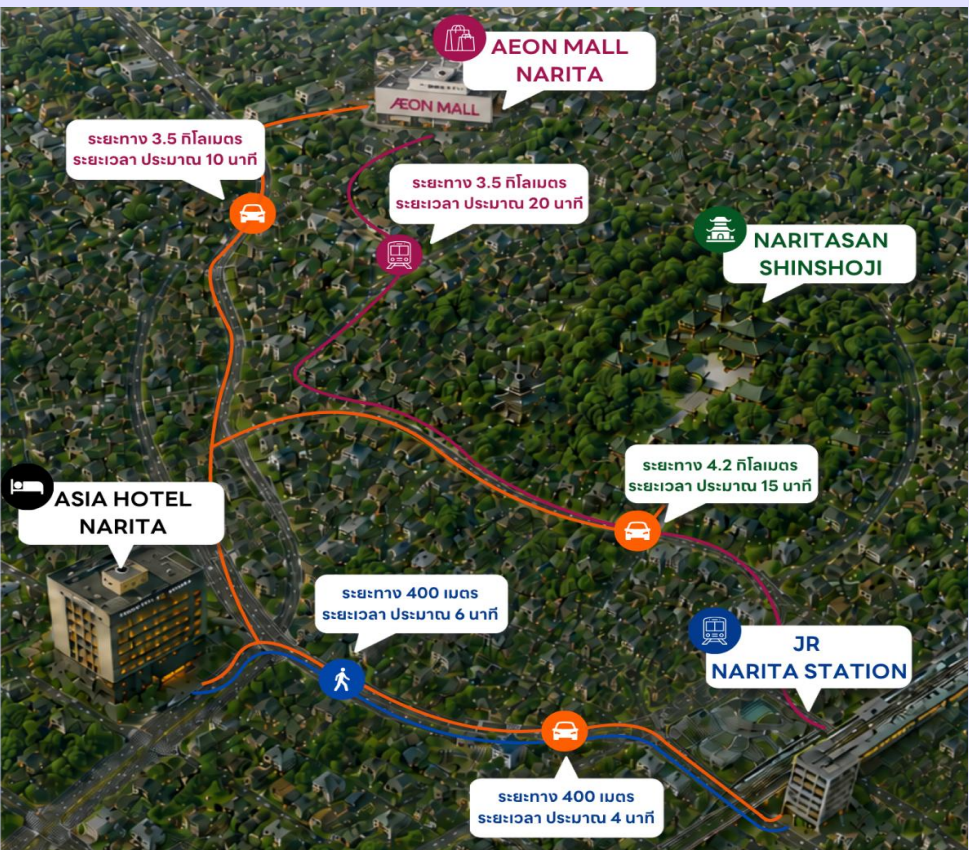 AEON MALL
NARITA
ÆON MALL
ระยะทาง 3.5 กิโลเมตร
ระยะเวลา ประมาณ 10 นาที
ระยะทาง 3.5 กิโลเมตร
ระยะเวลา ประมาณ 20 นาที
NARITASAN
SHINSHOJI
ระยะทาง 4.2 กิโลเมตร
ระยะเวลา ประมาณ 15 นาที
ASIA HOTEL
NARITA
ระยะทาง 400 เมตร
ระยะเวลา ประมาณ 6 นาที
JR
NARITA STATION
ระยะทาง 400 เมตร
ระยะเวลา ประมาณ 4 นาที